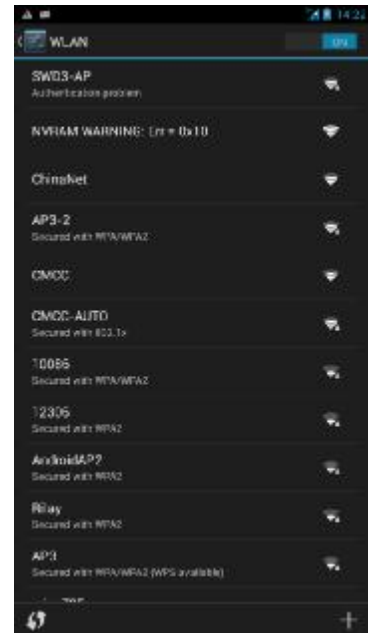 14:22
WLAN
ON
SWD3-AP
Authentication problem
NVRAM WARNING: Err = 0x10
ChinaNet
AP3-2
Secured with WPA/WPA2
CMCC
CMCC-AUTO
Secured with 802.1x
10086
Secured with WPA/WPA2
12306
Secured with WPA2
AndroidAP2
Secured with WPA2
Rilay
Secured with WPA2
AP3
Secured with WPA/WPA2 (WPS available)